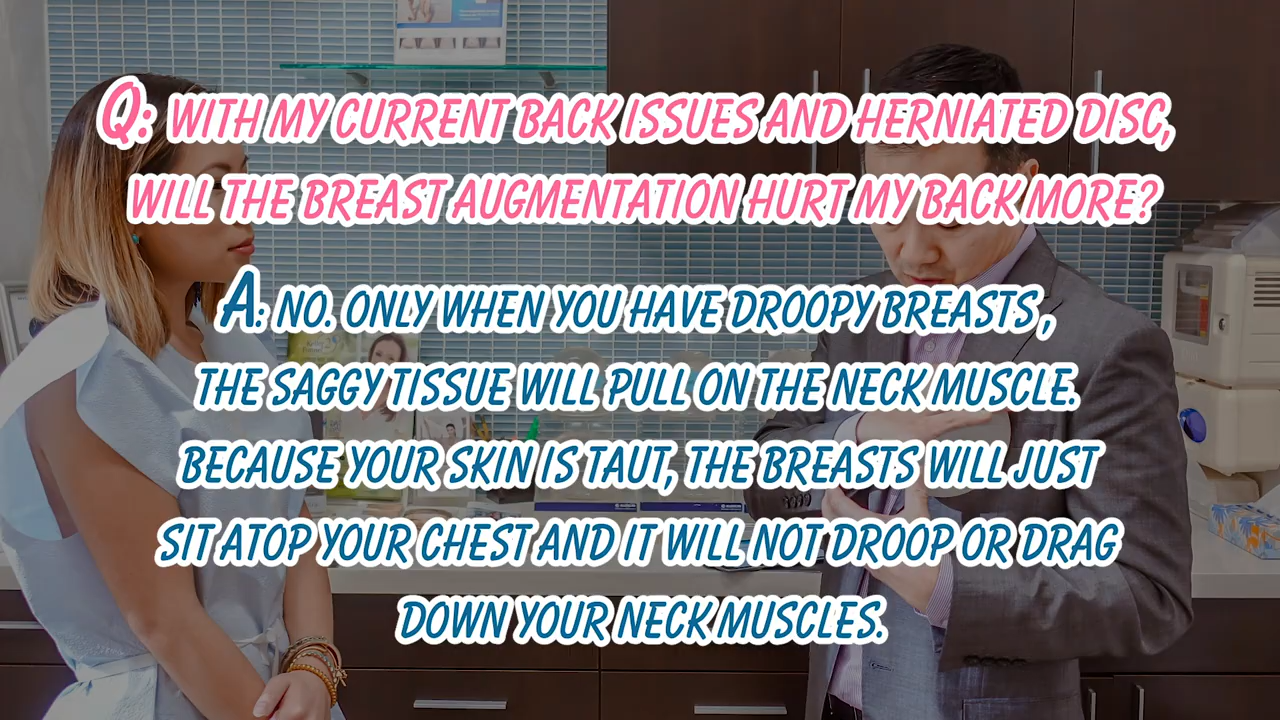 Q: WITH MY CURRENT BACK ISSUES AND HERNIATED DISC,
WILL THE BREAST AUGMENTATION HURT MY BACK MORE?
A: NO. ONLY WHEN YOU HAVE DROOPY BREASTS,
THE SAGGY TISSUE WILL PULL ON THE NECK MUSCLE.
BECAUSE YOUR SKIN IS TAUT, THE BREASTS WILL JUST
SIT ATOP YOUR CHEST AND IT WILL NOT DROOP OR DRAG
DOWN YOUR NECK MUSCLES.